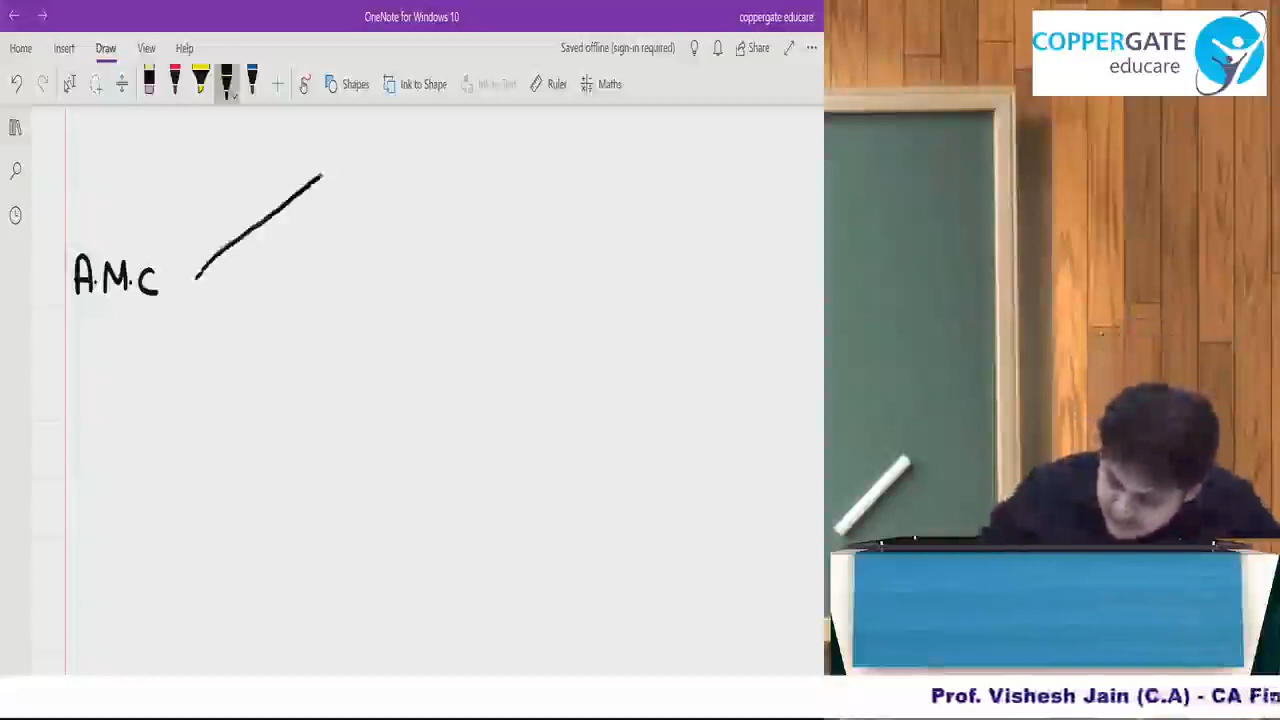 OneNote for Windows 10
coppergate educare
Home Insert Draw View Help
Saved offline (sign-in required)
Share
Shapes
Ink to Shape
Ink to Text
Ruler
Maths
COPPERGATE
educare
A.M.C
Prof. Vishesh Jain (C.A) - CA Fin